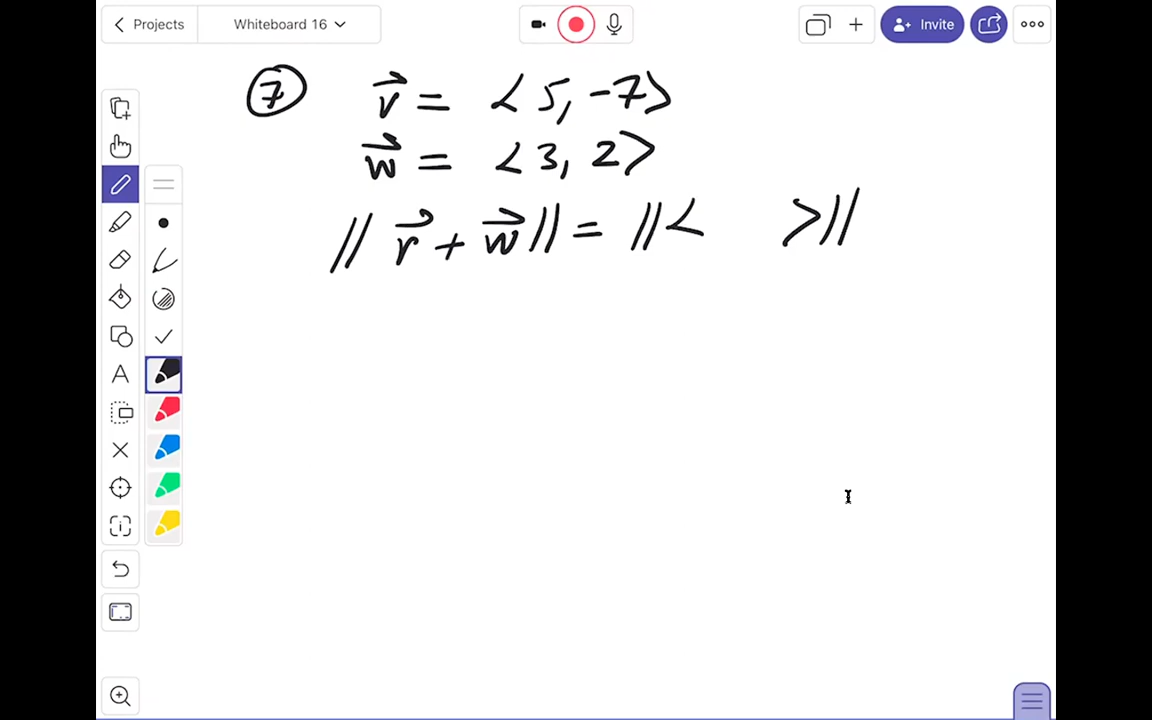 Projects
Whiteboard 16
Invite
⑦ v⃗ = <5, -7>
w⃗ = <3, 2>
|| v⃗ + w⃗ || = || < > ||
A